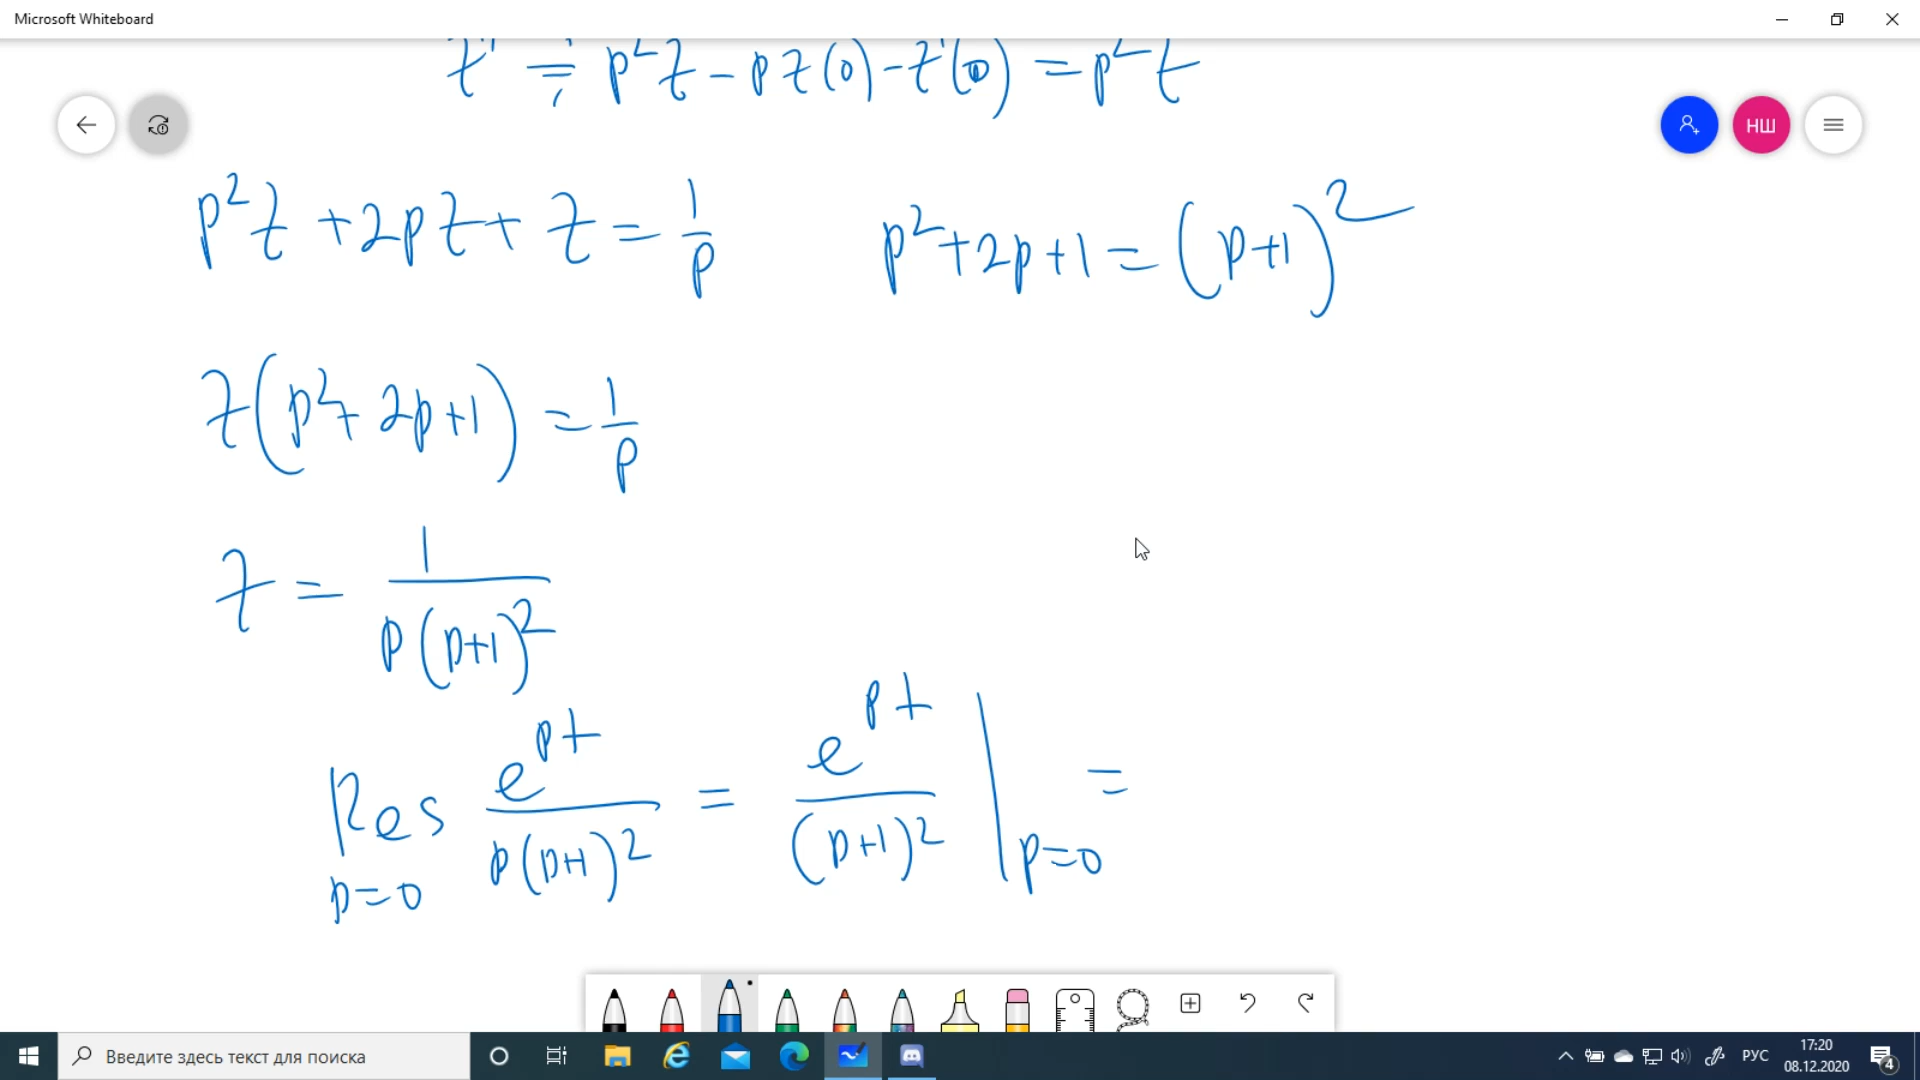 Microsoft Whiteboard
z'' ≓ p²z - pz(0) - z'(0) = p²z
НШ
p²z + 2pz + z = 1/p
p² + 2p + 1 = (p+1)²
z(p² + 2p + 1) = 1/p
z = 1/(p(p+1)²)
Res p=0 e^{pt}/(p(p+1)²) = e^{pt}/(p+1)² |p=0 =
Введите здесь текст для поиска
РУС
17:20
08.12.2020
4